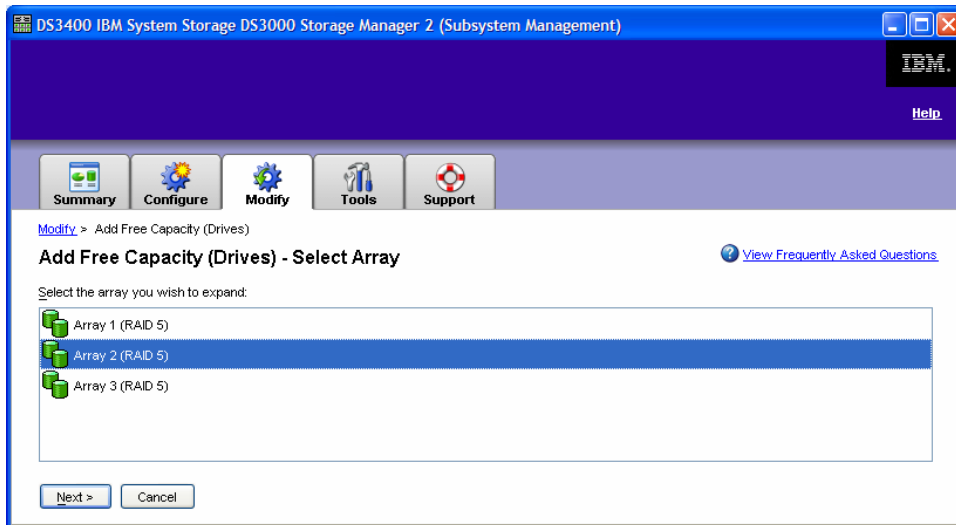 DS3400 IBM System Storage DS3000 Storage Manager 2 (Subsystem Management)
IBM.
Help
Summary
Configure
Modify
Tools
Support
Modify > Add Free Capacity (Drives)
Add Free Capacity (Drives) - Select Array
View Frequently Asked Questions
Select the array you wish to expand:
Array 1 (RAID 5)
Array 2 (RAID 5)
Array 3 (RAID 5)
Next >
Cancel